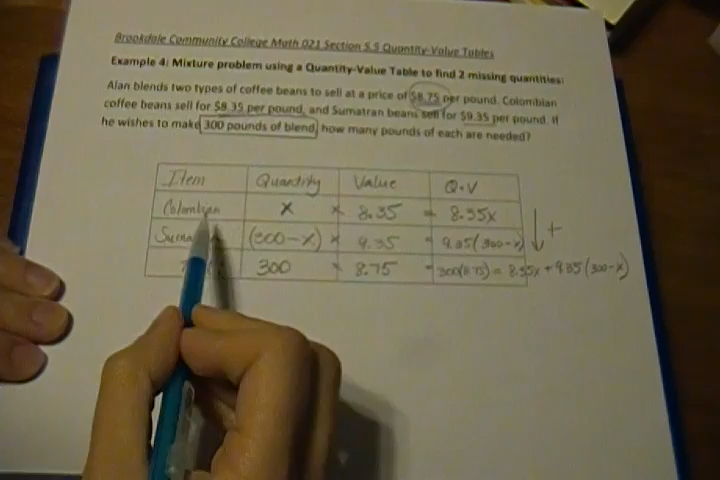 Brookdale Community College Math 021 Section 5.5 Quantity-Value Tables
Example 4: Mixture problem using a Quantity-Value Table to find 2 missing quantities:
Alan blends two types of coffee beans to sell at a price of $8.75 per pound. Colombian
coffee beans sell for $8.35 per pound, and Sumatran beans sell for $9.35 per pound. If
he wishes to make 300 pounds of blend, how many pounds of each are needed?
Item Quantity Value Q·V
Colombian x × 8.35 = 8.35x
(300-x) × 9.35 = 9.35(300-x) +
300 × 8.75 = 300(8.75) = 8.35x + 9.35(300-x)